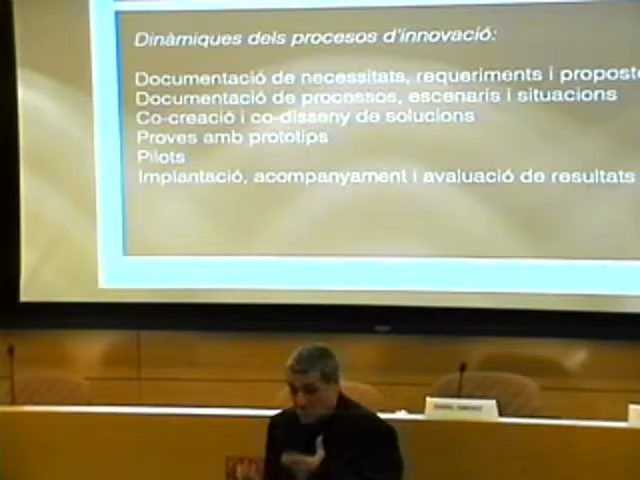 Dinàmiques dels procesos d'innovació:
Documentació de necessitats, requeriments i propost
Documentació de processos, escenaris i situacions
Co-creació i co-disseny de solucions
Proves amb prototips
Pilots
Implantació, acompanyament i avaluació de resultats